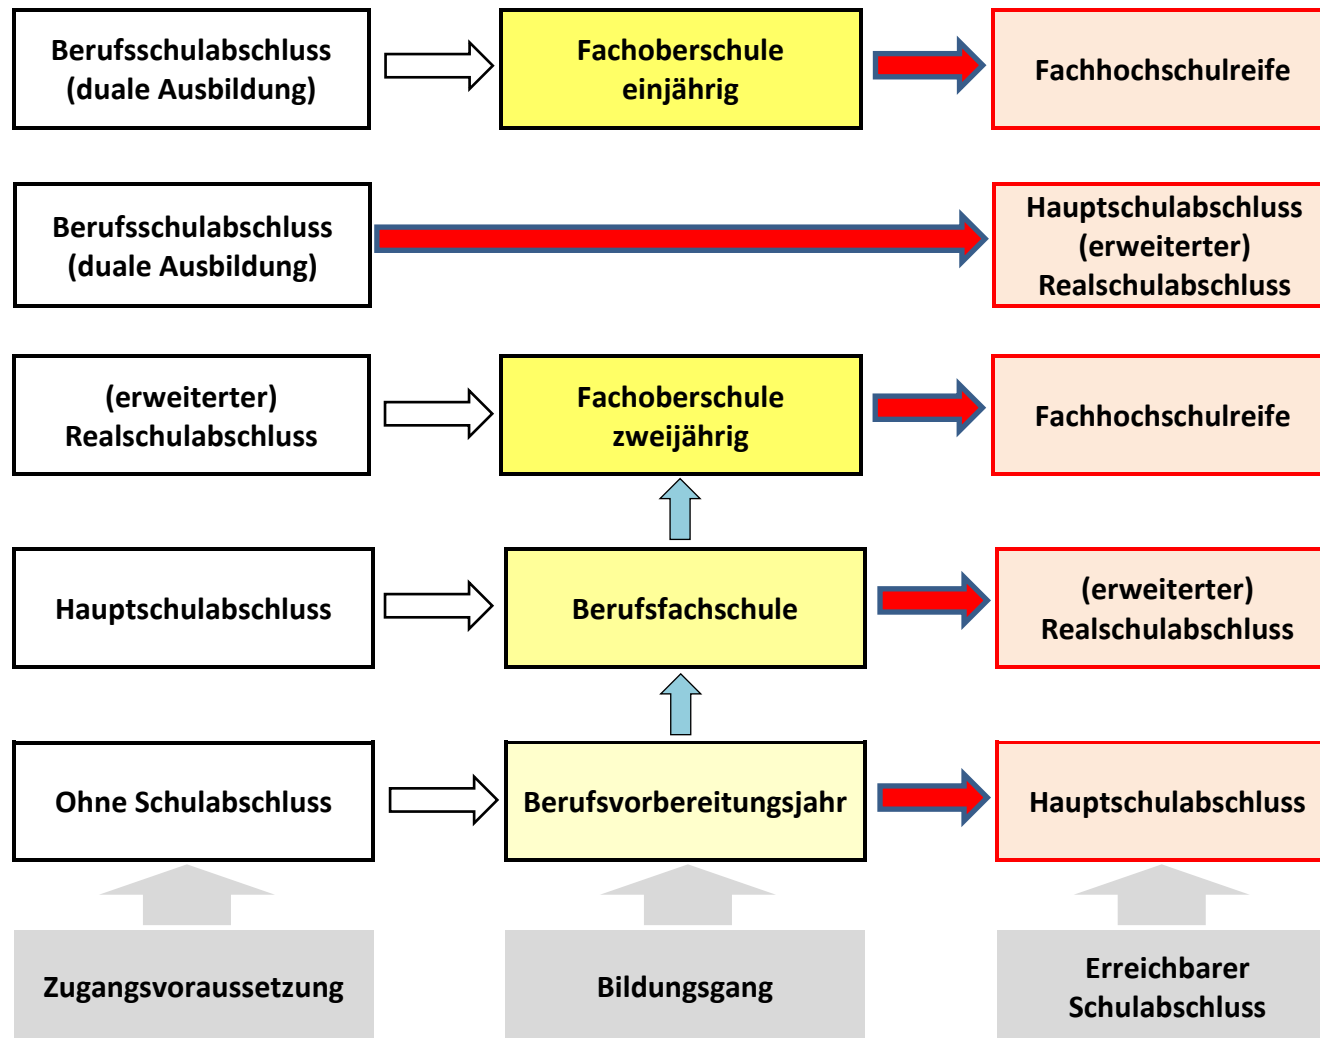 Berufsschulabschluss
(duale Ausbildung)
Fachoberschule
einjährig
Fachhochschulreife
Berufsschulabschluss
(duale Ausbildung)
Hauptschulabschluss
(erweiterter)
Realschulabschluss
(erweiterter)
Realschulabschluss
Fachoberschule
zweijährig
Fachhochschulreife
Hauptschulabschluss
Berufsfachschule
(erweiterter)
Realschulabschluss
Ohne Schulabschluss
Berufsvorbereitungsjahr
Hauptschulabschluss
Zugangsvoraussetzung
Bildungsgang
Erreichbarer
Schulabschluss